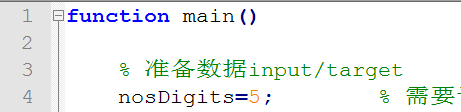 1 function main()
2
3 % 准备数据input/target
4 nosDigits=5; % 需要